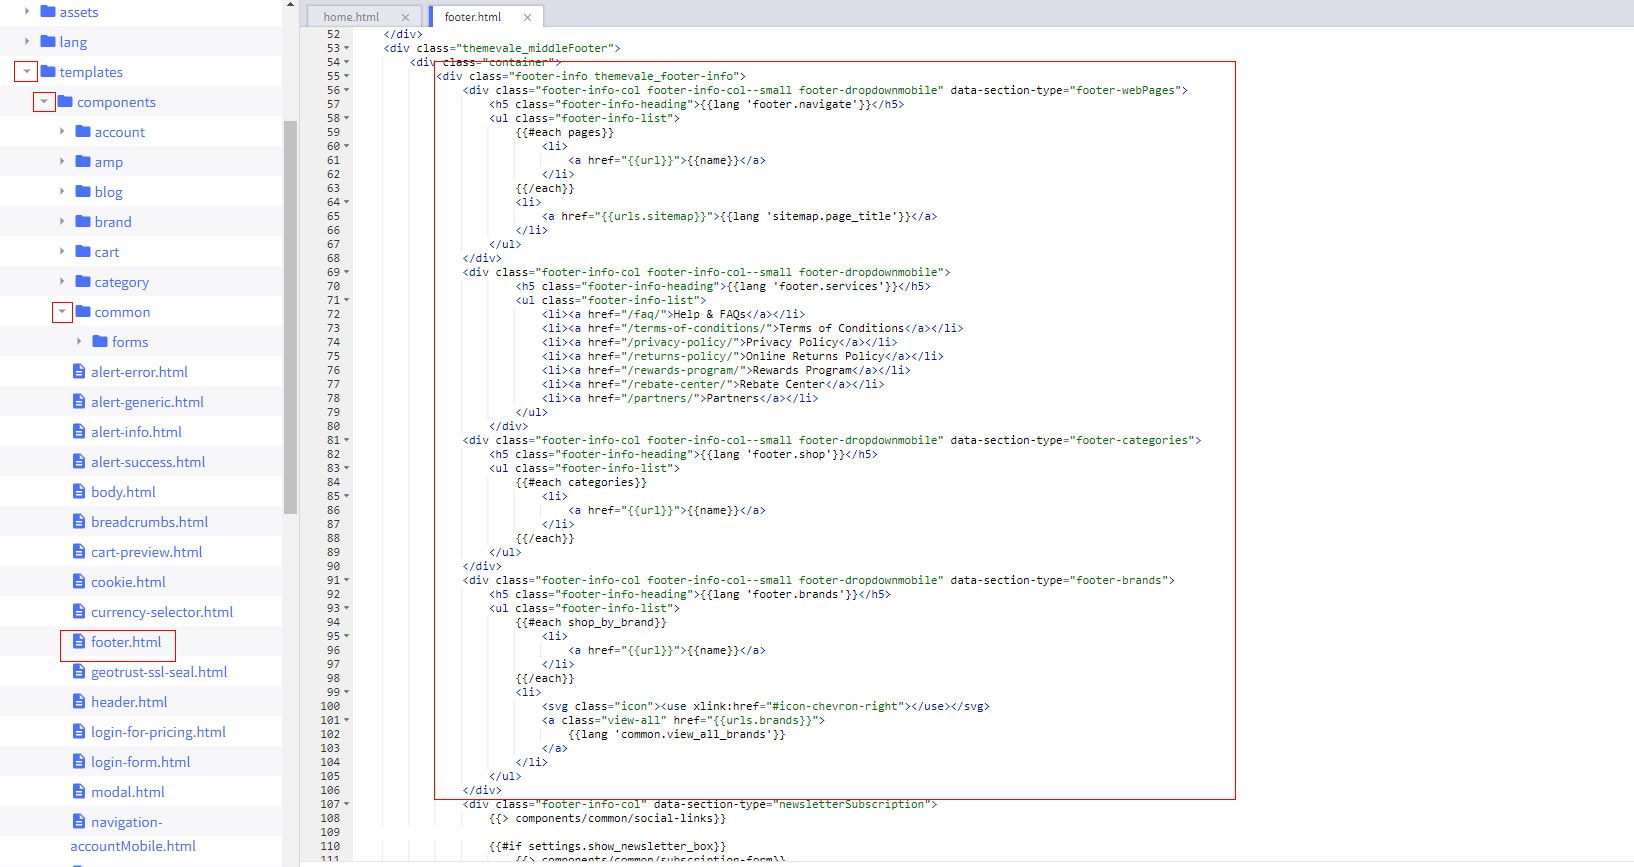 assets
lang
templates
components
account
amp
blog
brand
cart
category
common
forms
alert-error.html
alert-generic.html
alert-info.html
alert-success.html
body.html
breadcrumbs.html
cart-preview.html
cookie.html
currency-selector.html
footer.html
geotrust-ssl-seal.html
header.html
login-for-pricing.html
login-form.html
modal.html
navigation-
accountMobile.html
home.html × footer.html ×
52 </div>
53 <div class="themevale_middleFooter">
54 <div class="container">
55 <div class="footer-info themevale_footer-info">
56 <div class="footer-info-col footer-info-col--small footer-dropdownmobile" data-section-type="footer-webPages">
57 <h5 class="footer-info-heading">{{lang 'footer.navigate'}}</h5>
58 <ul class="footer-info-list">
59 {{#each pages}}
60 <li>
61 <a href="{{url}}">{{name}}</a>
62 </li>
63 {{/each}}
64 <li>
65 <a href="{{urls.sitemap}}">{{lang 'sitemap.page_title'}}</a>
66 </li>
67 </ul>
68 </div>
69 <div class="footer-info-col footer-info-col--small footer-dropdownmobile">
70 <h5 class="footer-info-heading">{{lang 'footer.services'}}</h5>
71 <ul class="footer-info-list">
72 <li><a href="/faq/">Help & FAQs</a></li>
73 <li><a href="/terms-of-conditions/">Terms of Conditions</a></li>
74 <li><a href="/privacy-policy/">Privacy Policy</a></li>
75 <li><a href="/returns-policy/">Online Returns Policy</a></li>
76 <li><a href="/rewards-program/">Rewards Program</a></li>
77 <li><a href="/rebate-center/">Rebate Center</a></li>
78 <li><a href="/partners/">Partners</a></li>
79 </ul>
80 </div>
81 <div class="footer-info-col footer-info-col--small footer-dropdownmobile" data-section-type="footer-categories">
82 <h5 class="footer-info-heading">{{lang 'footer.shop'}}</h5>
83 <ul class="footer-info-list">
84 {{#each categories}}
85 <li>
86 <a href="{{url}}">{{name}}</a>
87 </li>
88 {{/each}}
89 </ul>
90 </div>
91 <div class="footer-info-col footer-info-col--small footer-dropdownmobile" data-section-type="footer-brands">
92 <h5 class="footer-info-heading">{{lang 'footer.brands'}}</h5>
93 <ul class="footer-info-list">
94 {{#each shop_by_brand}}
95 <li>
96 <a href="{{url}}">{{name}}</a>
97 </li>
98 {{/each}}
99 <li>
100 <svg class="icon"><use xlink:href="#icon-chevron-right"></use></svg>
101 <a class="view-all" href="{{urls.brands}}">
102 {{lang 'common.view_all_brands'}}
103 </a>
104 </li>
105 </ul>
106 </div>
107 <div class="footer-info-col" data-section-type="newsletterSubscription">
108 {{> components/common/social-links}}
109
110 {{#if settings.show_newsletter_box}}
111 {{> components/common/subscription-form}}